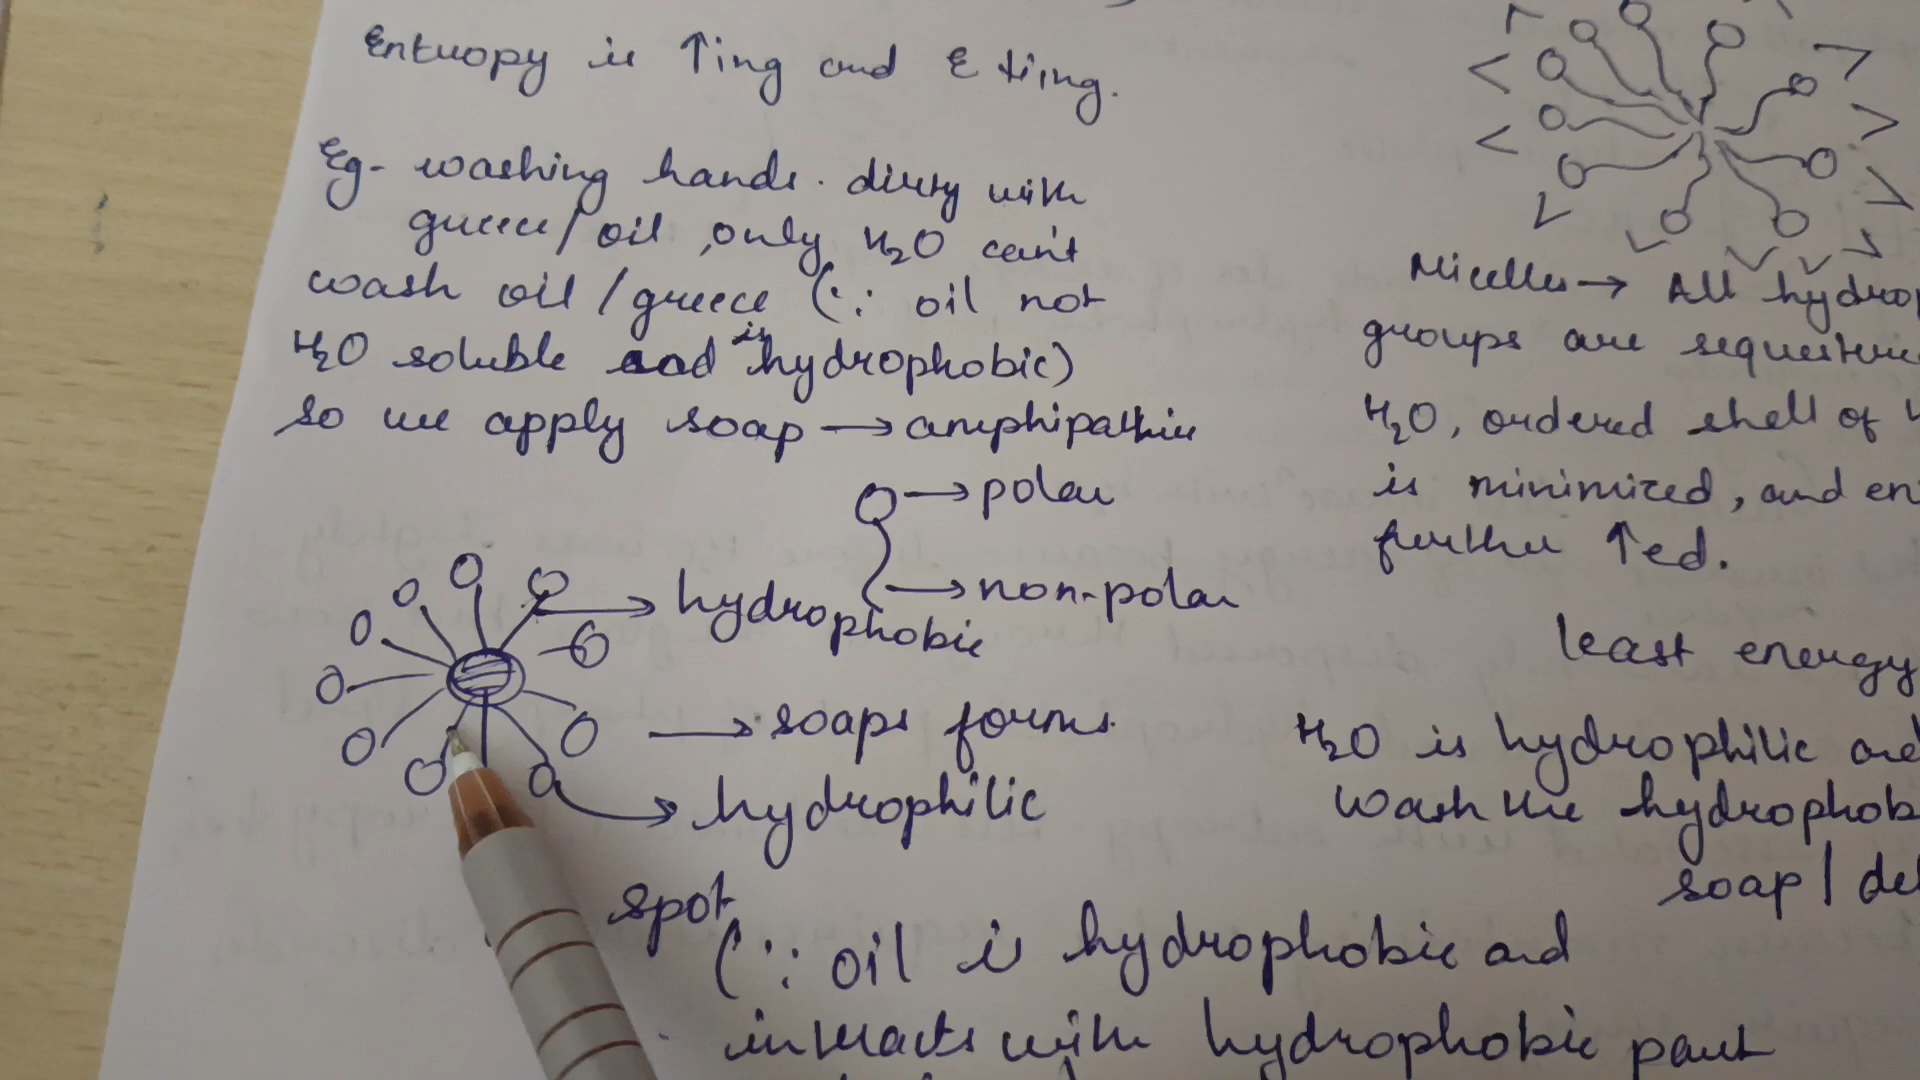 Entropy is ↑ing and E ↓ing.
Eg- washing hands. dirty with
greece/oil, only H₂O can't
wash oil/greece (∵ oil not
H₂O soluble and is hydrophobic)
so we apply soap → amphipathic
→ polar
→ non-polar
→ hydrophobic
→ soaps forms
→ hydrophilic
spot
(∵ oil is hydrophobic and
interacts with hydrophobic part
Micelles → All hydrop
groups are sequester
H₂O, ordered shell of
is minimized, and en
further ↑ed.
least energy
H₂O is hydrophilic and
wash the hydrophob
soap/de